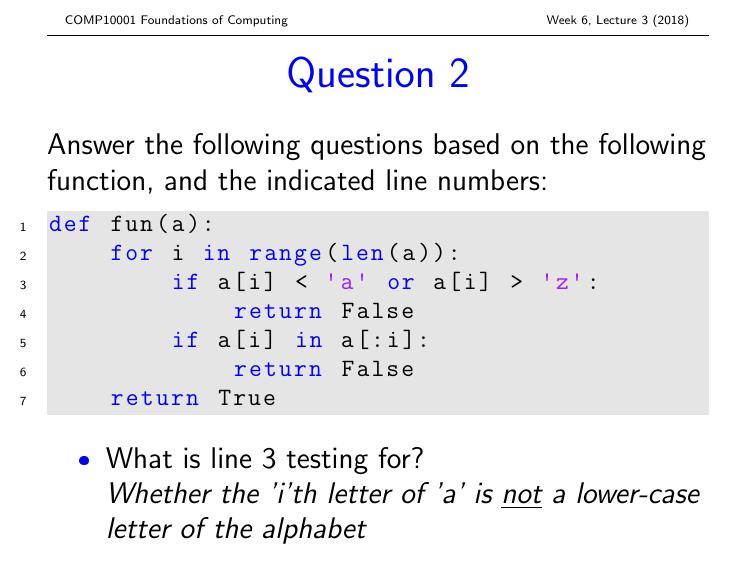 COMP10001 Foundations of Computing Week 6, Lecture 3 (2018)
Question 2
Answer the following questions based on the following
function, and the indicated line numbers:
1 def fun(a):
2     for i in range(len(a)):
3         if a[i] < 'a' or a[i] > 'z':
4             return False
5         if a[i] in a[:i]:
6             return False
7     return True
• What is line 3 testing for?
Whether the 'i'th letter of 'a' is not a lower-case
letter of the alphabet